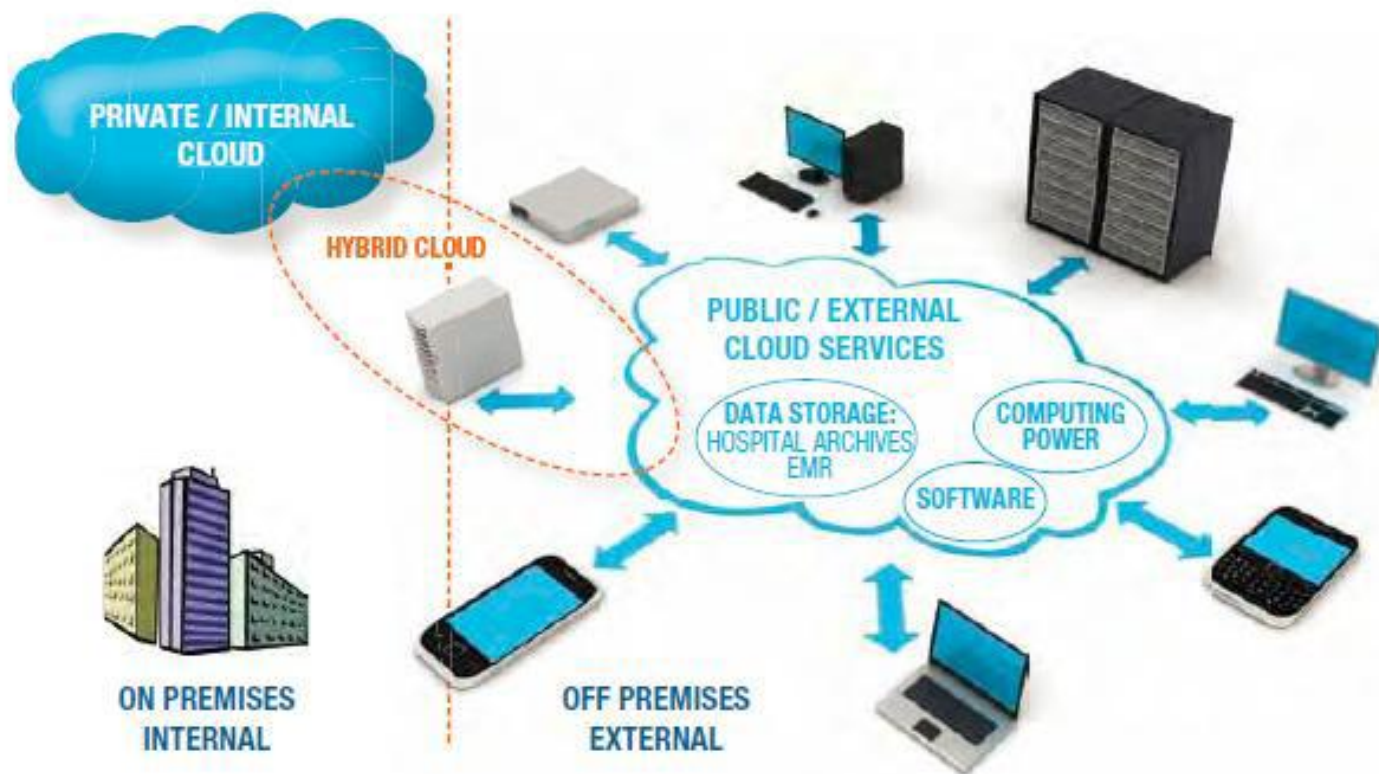 PRIVATE / INTERNAL
CLOUD
HYBRID CLOUD
PUBLIC / EXTERNAL
CLOUD SERVICES
DATA STORAGE:
HOSPITAL ARCHIVES
EMR
COMPUTING
POWER
SOFTWARE
ON PREMISES
INTERNAL
OFF PREMISES
EXTERNAL